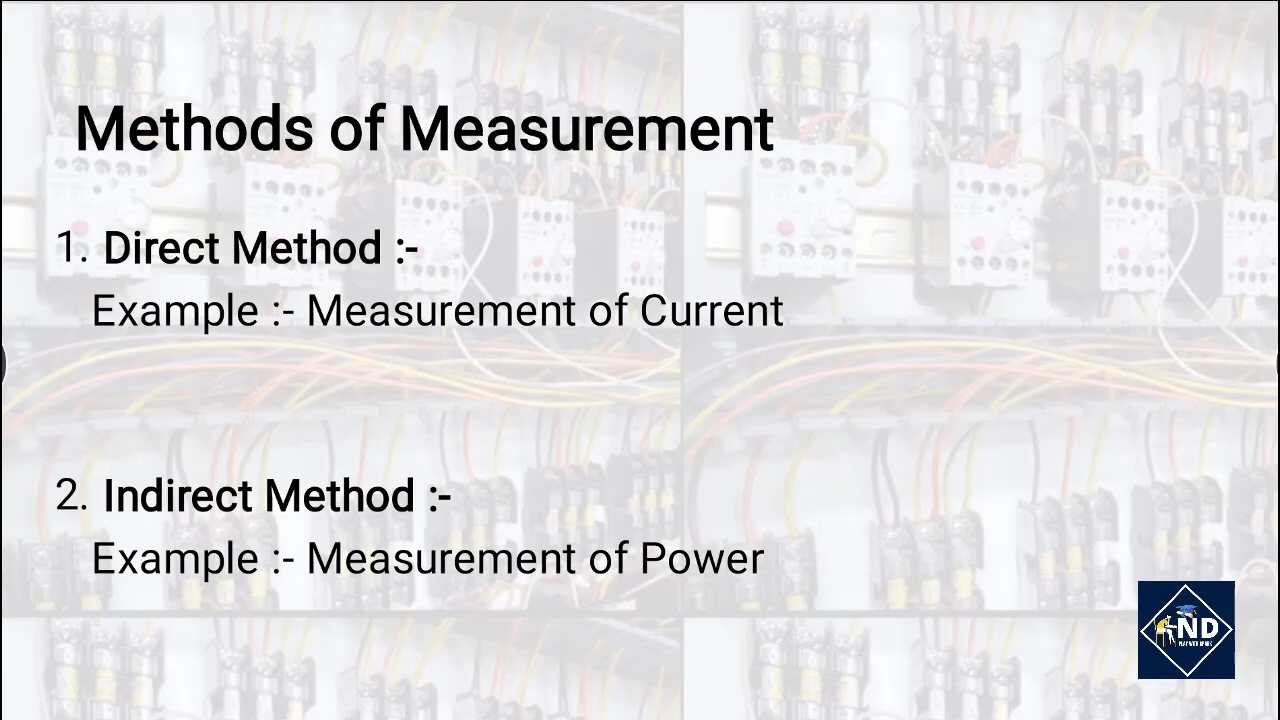 Methods of Measurement
1. Direct Method :-
Example :- Measurement of Current
2. Indirect Method :-
Example :- Measurement of Power
ND